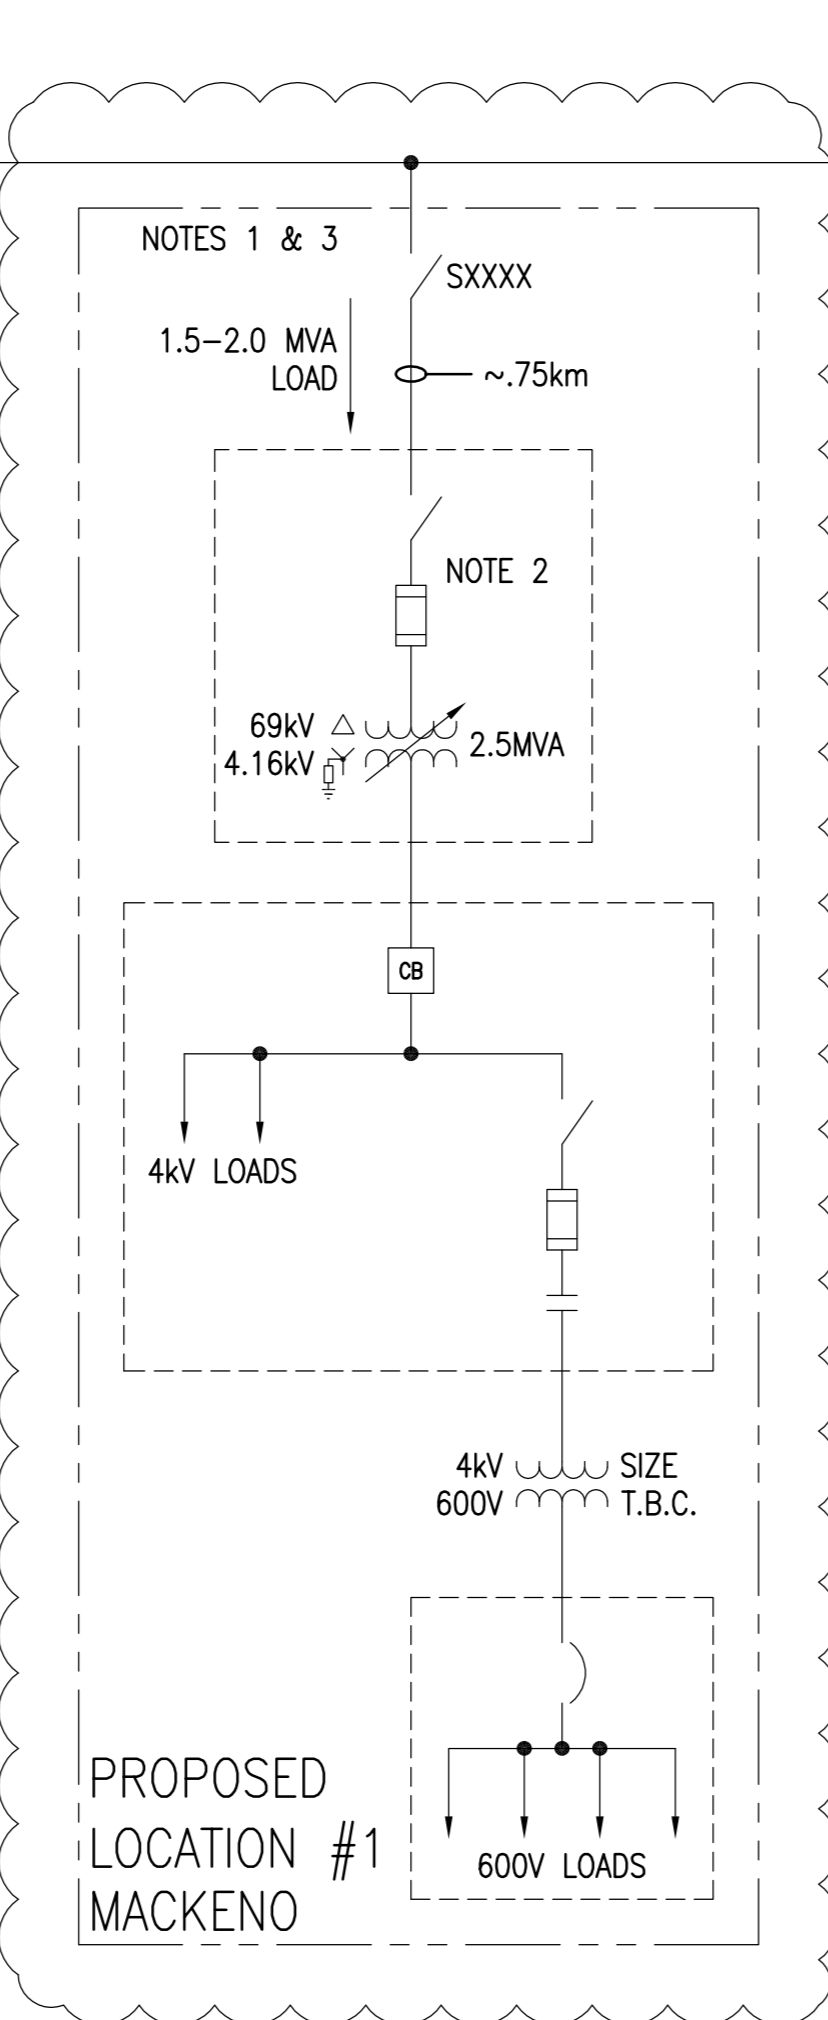 NOTES 1 & 3
SXXXX
1.5-2.0 MVA
LOAD
~.75km
NOTE 2
69kV
4.16kV
2.5MVA
CB
4kV LOADS
4kV
600V
SIZE
T.B.C.
600V LOADS
PROPOSED
LOCATION #1
MACKENO